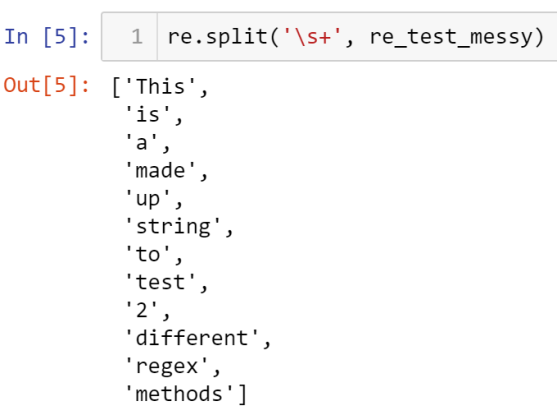 In [5]: 1 re.split('\s+', re_test_messy)
Out[5]: ['This',
'is',
'a',
'made',
'up',
'string',
'to',
'test',
'2',
'different',
'regex',
'methods']